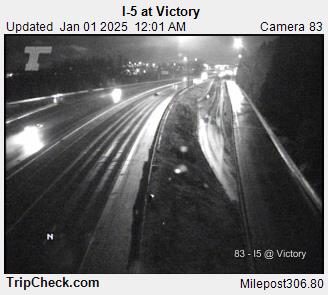 I-5 at Victory
Updated Jan 01 2025 12:01 AM Camera 83
T
N
83 - I5 @ Victory
TripCheck.com Milepost306.80